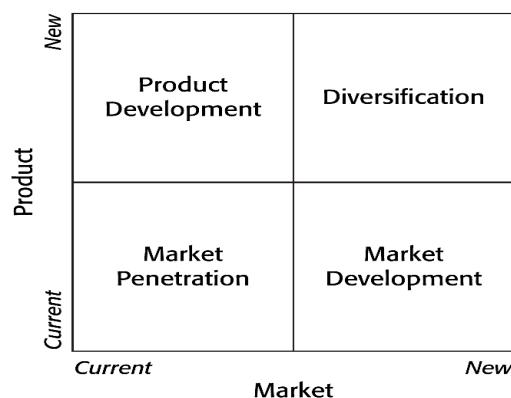 New
Product
Development
Diversification
Product
Market
Penetration
Market
Development
Current
Current
New
Market